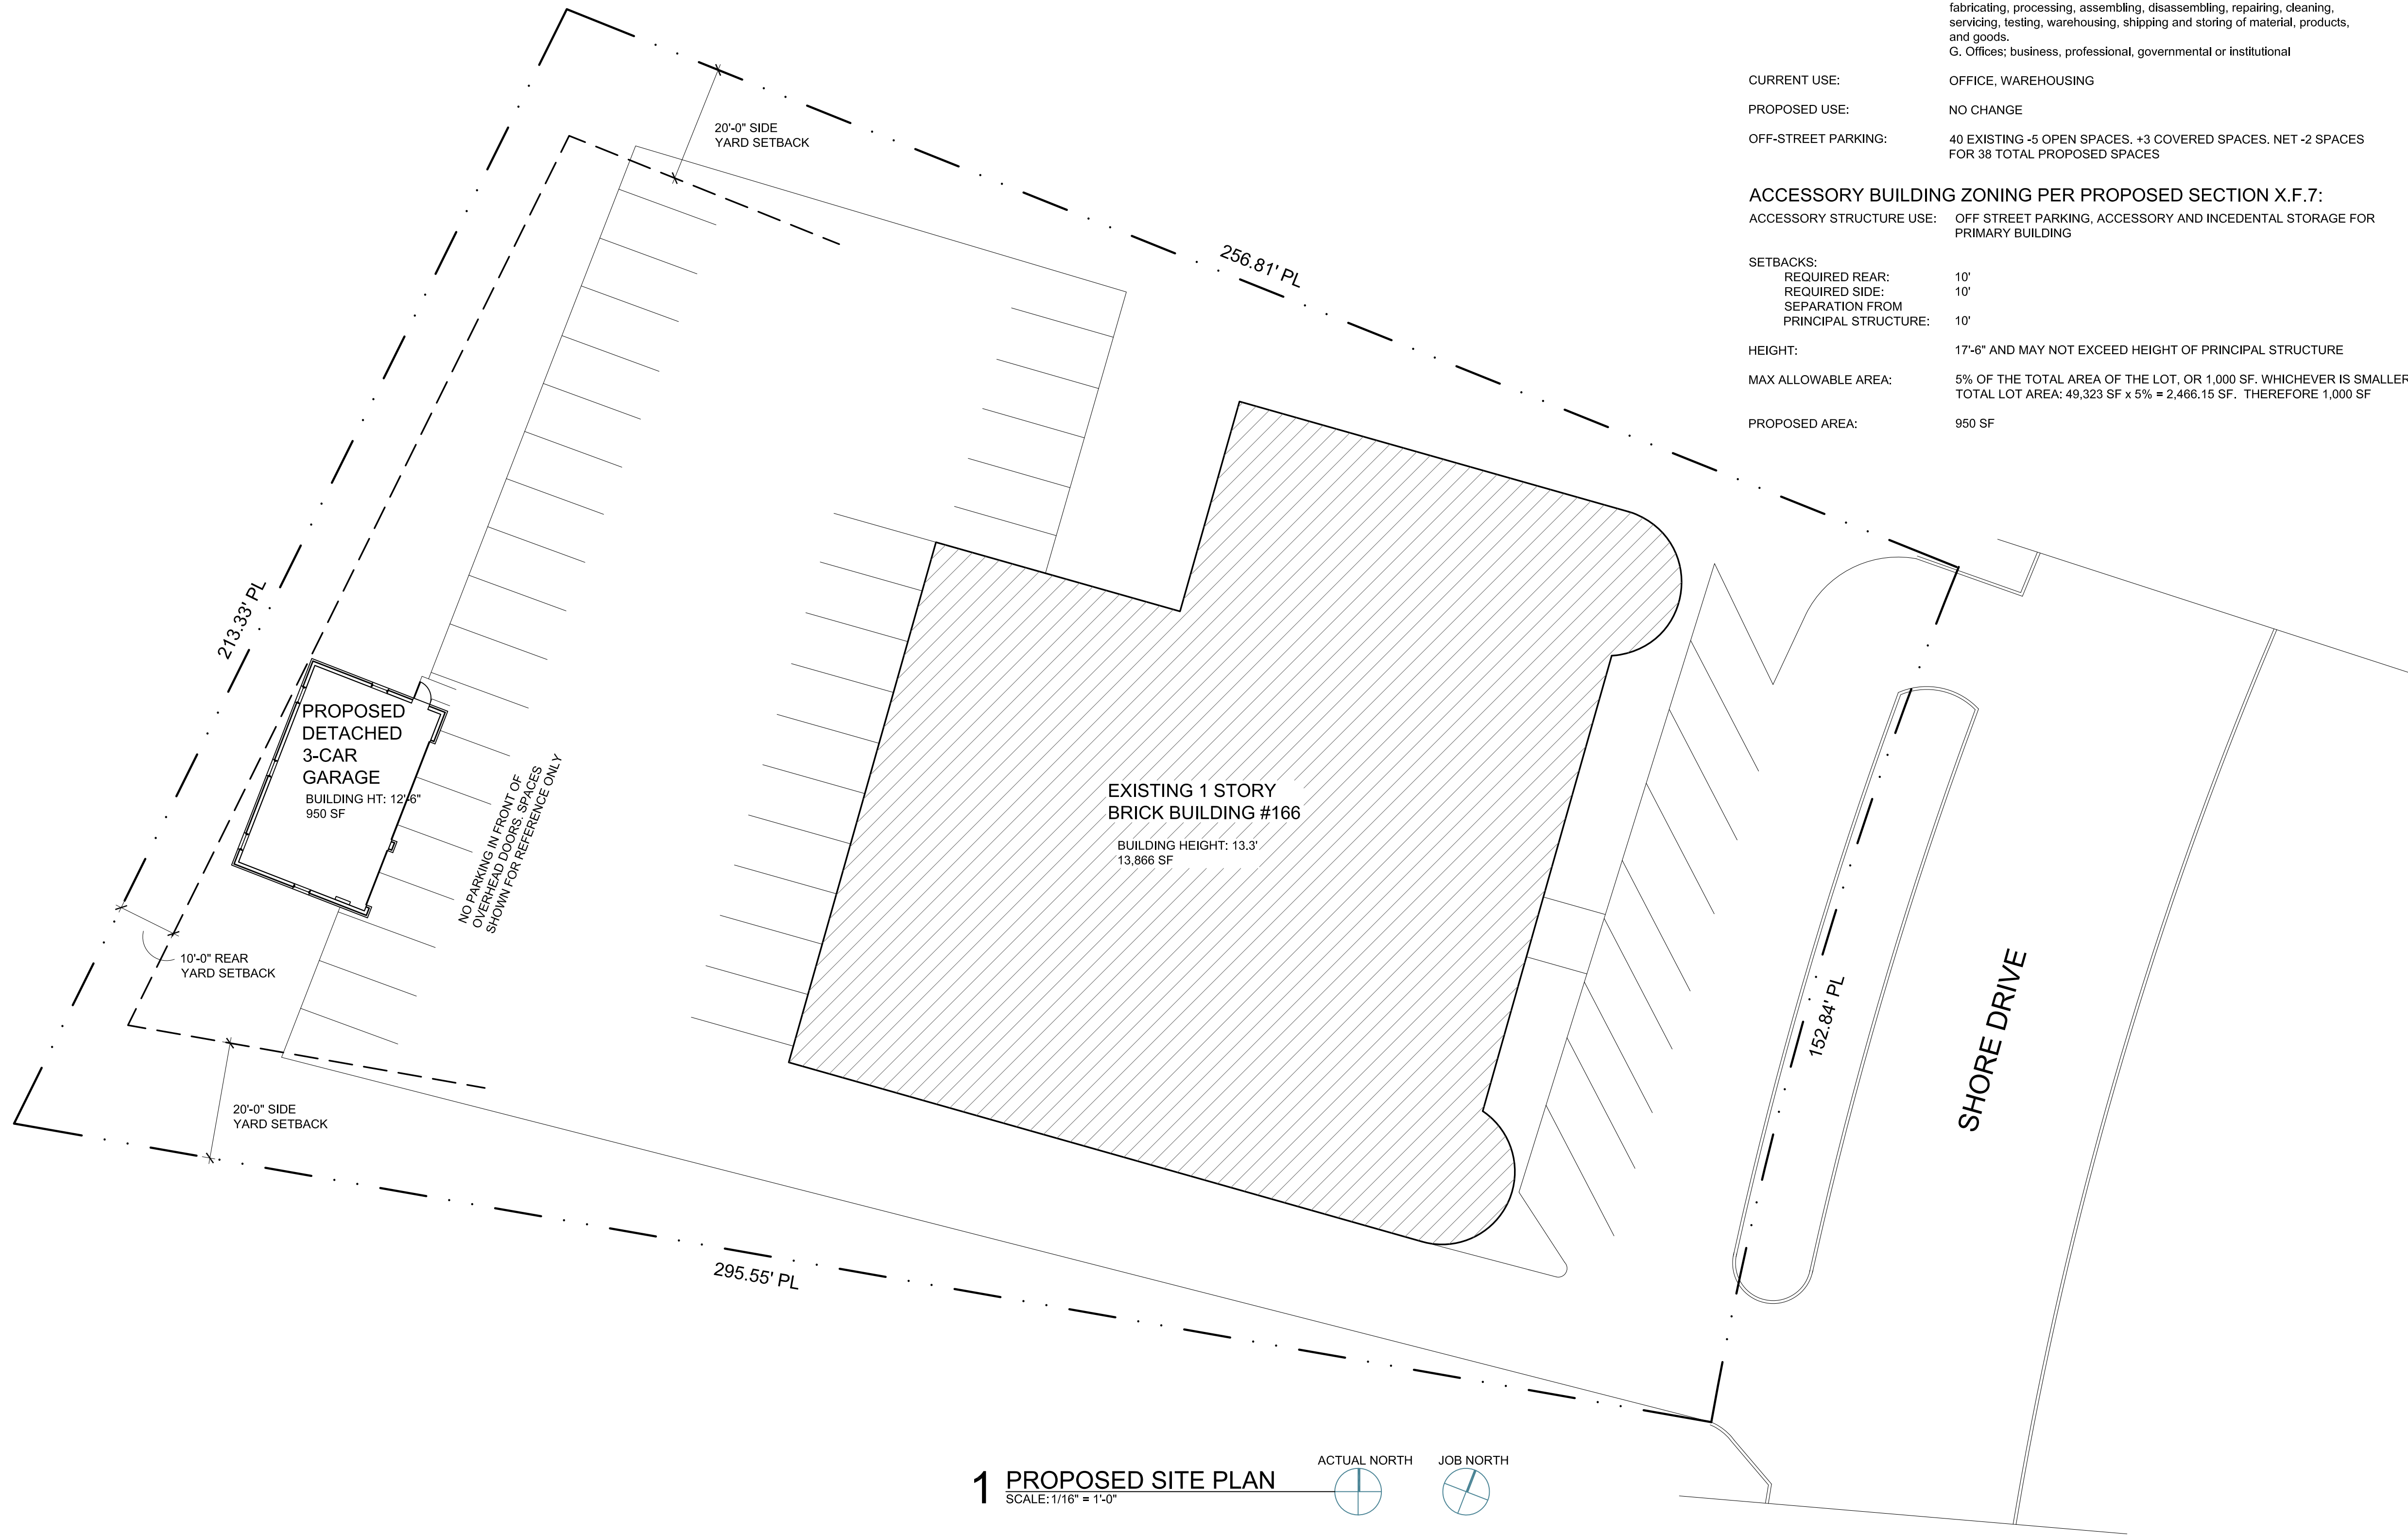 fabricating, processing, assembling, disassembling, repairing, cleaning,
servicing, testing, warehousing, shipping and storing of material, products,
and goods.
G. Offices; business, professional, governmental or institutional
CURRENT USE: OFFICE, WAREHOUSING
PROPOSED USE: NO CHANGE
OFF-STREET PARKING: 40 EXISTING -5 OPEN SPACES, +3 COVERED SPACES. NET -2 SPACES
FOR 38 TOTAL PROPOSED SPACES
ACCESSORY BUILDING ZONING PER PROPOSED SECTION X.F.7:
ACCESSORY STRUCTURE USE: OFF STREET PARKING, ACCESSORY AND INCEDENTAL STORAGE FOR
PRIMARY BUILDING
SETBACKS:
REQUIRED REAR: 10'
REQUIRED SIDE: 10'
SEPARATION FROM
PRINCIPAL STRUCTURE: 10'
HEIGHT: 17'-6" AND MAY NOT EXCEED HEIGHT OF PRINCIPAL STRUCTURE
MAX ALLOWABLE AREA: 5% OF THE TOTAL AREA OF THE LOT, OR 1,000 SF. WHICHEVER IS SMALLER
TOTAL LOT AREA: 49,323 SF x 5% = 2,466.15 SF. THEREFORE 1,000 SF
PROPOSED AREA: 950 SF
20'-0" SIDE
YARD SETBACK
256.81' PL
213.33' PL
PROPOSED
DETACHED
3-CAR
GARAGE
BUILDING HT: 12'-6"
950 SF
NO PARKING IN FRONT OF
OVERHEAD DOORS. SPACES
SHOWN FOR REFERENCE ONLY
EXISTING 1 STORY
BRICK BUILDING #166
BUILDING HEIGHT: 13.3'
13,866 SF
10'-0" REAR
YARD SETBACK
20'-0" SIDE
YARD SETBACK
152.84' PL
SHORE DRIVE
295.55' PL
1 PROPOSED SITE PLAN
SCALE: 1/16" = 1'-0"
ACTUAL NORTH
JOB NORTH